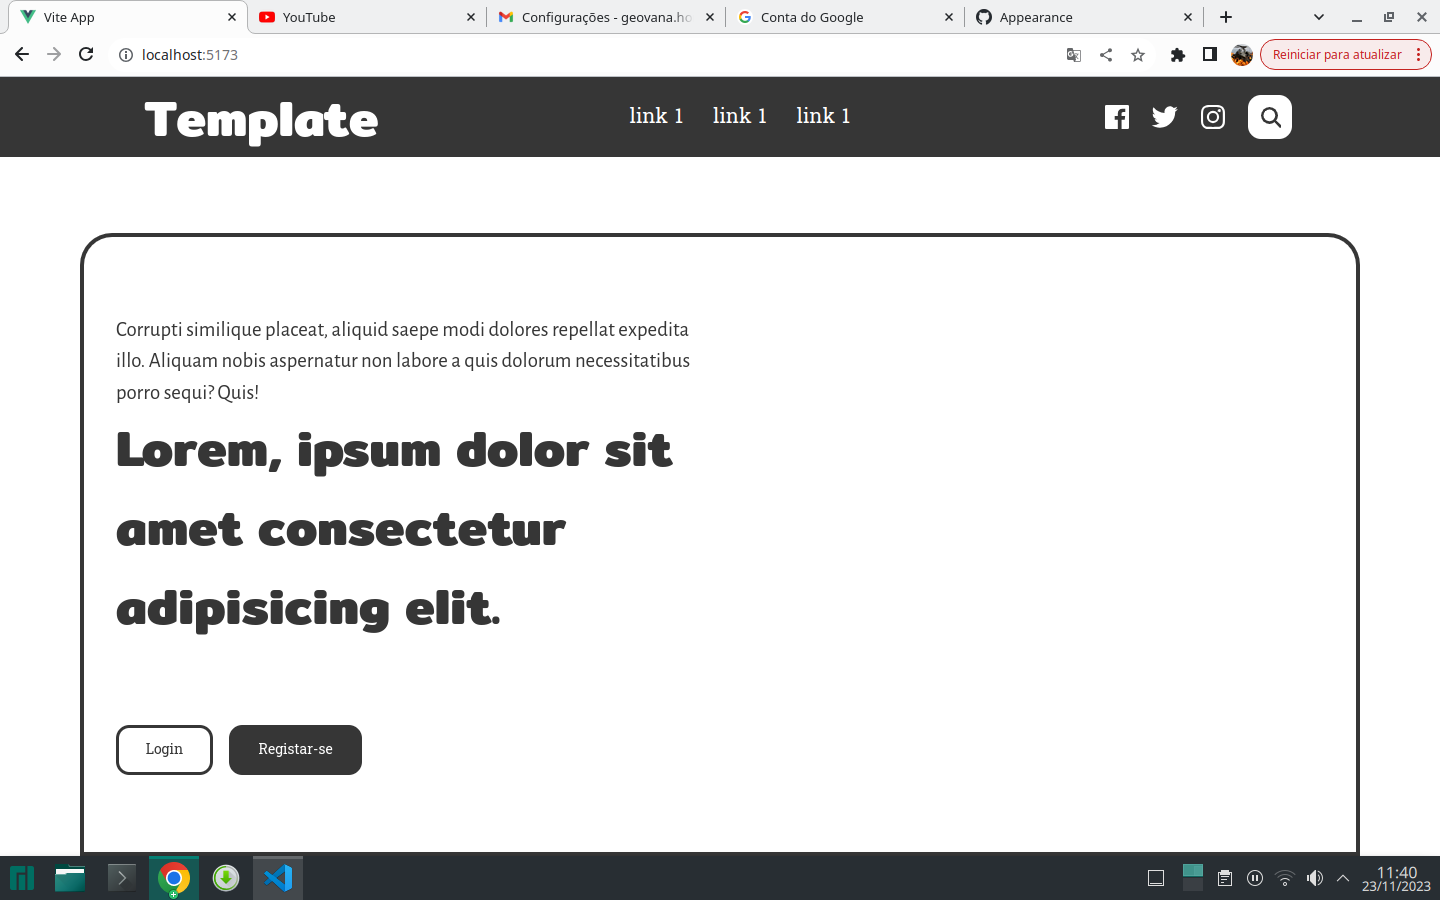 Vite App
YouTube
Configurações - geovana.ho
Conta do Google
Appearance
localhost:5173
Reiniciar para atualizar
Template
link 1
link 1
link 1
Corrupti similique placeat, aliquid saepe modi dolores repellat expedita
illo. Aliquam nobis aspernatur non labore a quis dolorum necessitatibus
porro sequi? Quis!
Lorem, ipsum dolor sit
amet consectetur
adipisicing elit.
Login
Registar-se
11:40
23/11/2023